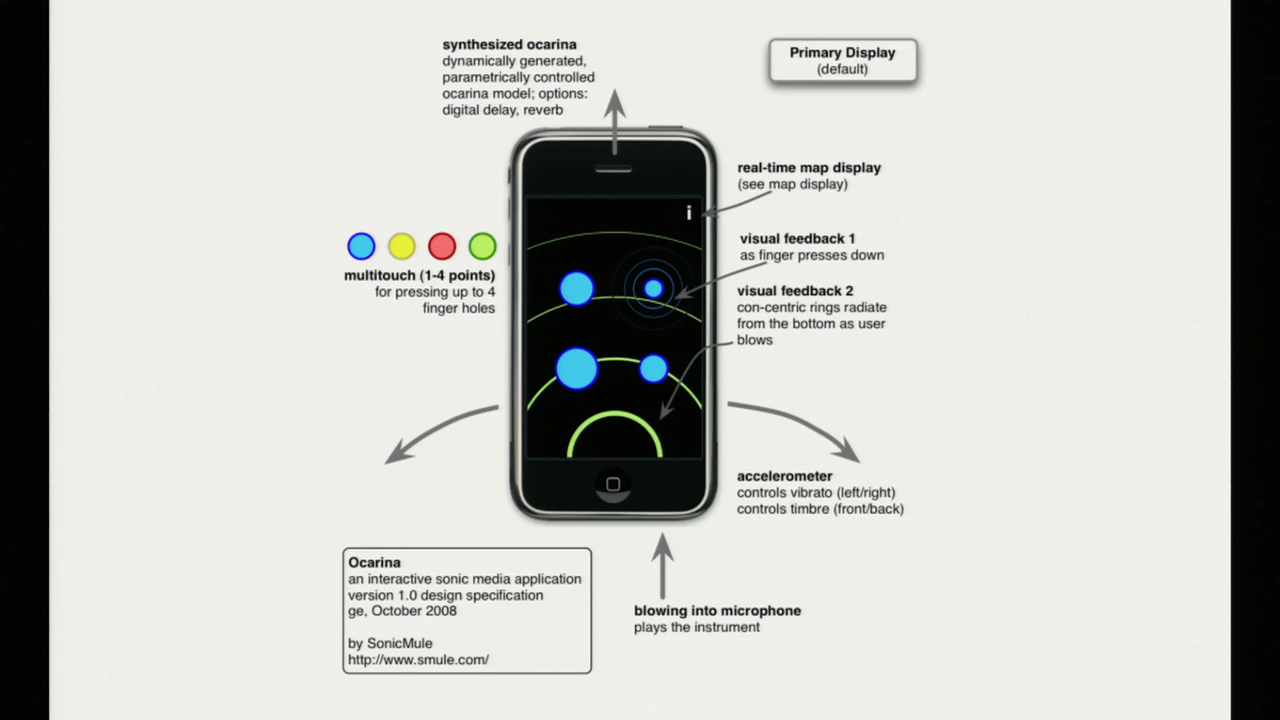 synthesized ocarina
dynamically generated,
parametrically controlled
ocarina model; options:
digital delay, reverb
Primary Display
(default)
real-time map display
(see map display)
i
visual feedback 1
as finger presses down
multitouch (1-4 points)
for pressing up to 4
finger holes
visual feedback 2
con-centric rings radiate
from the bottom as user
blows
accelerometer
controls vibrato (left/right)
controls timbre (front/back)
Ocarina
an interactive sonic media application
version 1.0 design specification
ge, October 2008
by SonicMule
http://www.smule.com/
blowing into microphone
plays the instrument